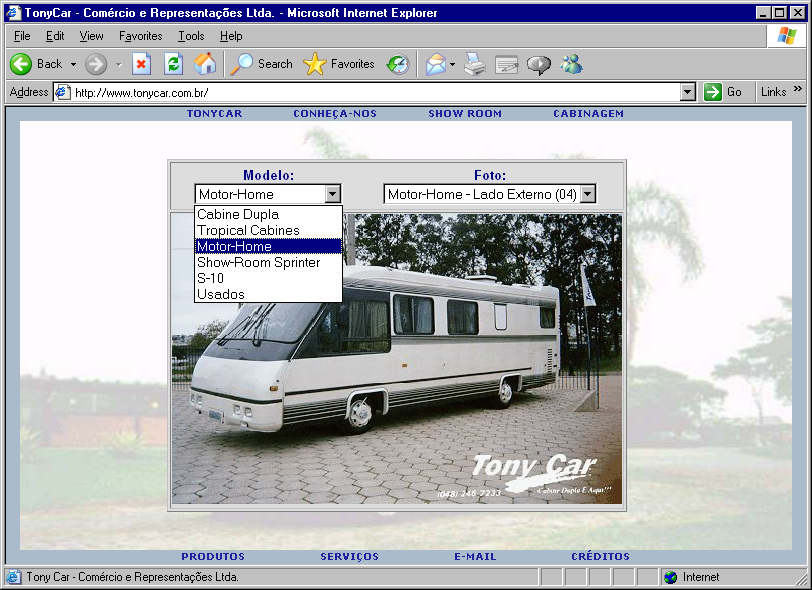 TonyCar - Comércio e Representações Ltda. - Microsoft Internet Explorer
File Edit View Favorites Tools Help
Back Search Favorites
Address http://www.tonycar.com.br/ Go Links »
TONYCAR CONHEÇA-NOS SHOW ROOM CABINAGEM
Modelo: Foto:
Motor-Home Motor-Home - Lado Externo (04)
Cabine Dupla
Tropical Cabines
Motor-Home
Show-Room Sprinter
S-10
Usados
Tony Car
(048) 246 7233 Cabine Dupla É Aqui!!!
PRODUTOS SERVIÇOS E-MAIL CRÉDITOS
Tony Car - Comércio e Representações Ltda. Internet